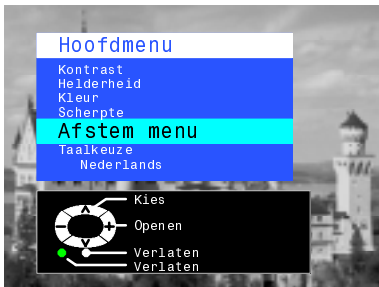 Hoofdmenu
Kontrast
Helderheid
Kleur
Scherpte
Afstem menu
Taalkeuze
Nederlands
Kies
Openen
Verlaten
Verlaten